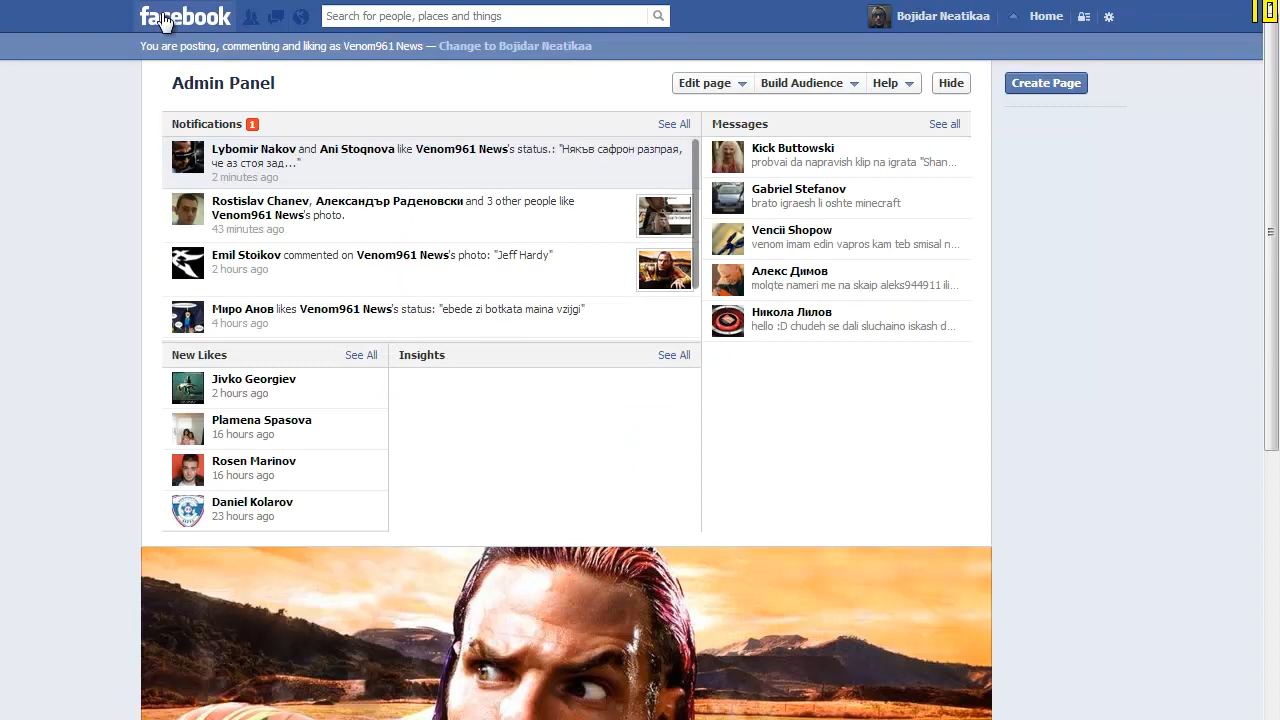 facebook
Search for people, places and things
Bojidar Neatikaa
Home
You are posting, commenting and liking as Venom961 News — Change to Bojidar Neatikaa
Admin Panel
Edit page
Build Audience
Help
Hide
Create Page
Notifications 1
See All
Lybomir Nakov and Ani Stoqnova like Venom961 News's status.: "Някъв сафрон разпрая,
че аз стоя зад..."
2 minutes ago
Rostislav Chanev, Александър Раденовски and 3 other people like
Venom961 News's photo.
43 minutes ago
Emil Stoikov commented on Venom961 News's photo: "Jeff Hardy"
2 hours ago
Миро Анов likes Venom961 News's status: "ebede zi botkata maina vzijgi"
4 hours ago
Messages
See all
Kick Buttowski
probvai da napravish klip na igrata "Shan...
Gabriel Stefanov
brato igraesh li oshte minecraft
Vencii Shopow
venom imam edin vapros kam teb smisal n...
Алекс Димов
molqte nameri me na skaip aleks944911 ili...
Никола Лилов
hello :D chudeh se dali sluchaino iskash d...
New Likes
See All
Jivko Georgiev
2 hours ago
Plamena Spasova
16 hours ago
Rosen Marinov
16 hours ago
Daniel Kolarov
23 hours ago
Insights
See All